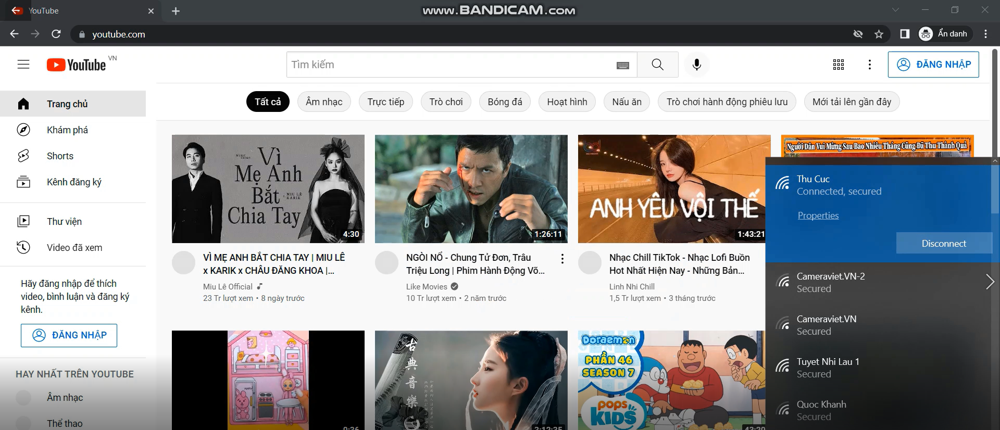 YouTube
www.BANDICAM.com
youtube.com
Ẩn danh
YouTube VN
Tìm kiếm
ĐĂNG NHẬP
Trang chủ
Khám phá
Shorts
Kênh đăng ký
Thư viện
Video đã xem
Hãy đăng nhập để thích
video, bình luận và đăng ký
kênh.
ĐĂNG NHẬP
HAY NHẤT TRÊN YOUTUBE
Âm nhạc
Thể thao
Tất cả
Âm nhạc
Trực tiếp
Trò chơi
Bóng đá
Hoạt hình
Nấu ăn
Trò chơi hành động phiêu lưu
Mới tải lên gần đây
MUSIC VIDEO
Vì
Mẹ Anh
Bắt
MIU LÊ
KARIK
Chia Tay
4:30
VÌ MẸ ANH BẮT CHIA TAY | MIU LÊ
x KARIK x CHÂU ĐĂNG KHOA |...
Miu Lê Official
23 Tr lượt xem • 8 ngày trước
1:26:11
NGÒI NỔ - Chung Tử Đơn, Trâu
Triệu Long | Phim Hành Động Võ...
Like Movies
10 Tr lượt xem • 2 năm trước
ANH YÊU VỘI THẾ
1:43:21
Nhạc Chill TikTok - Nhạc Lofi Buồn
Hot Nhất Hiện Nay - Những Bản...
Linh Nhi Chill
1,5 Tr lượt xem • 3 tháng trước
Người Dân Vui Mừng Sau Bao Nhiêu Tháng Cũng Đã Thu Thành Quả
0:36
古典音樂
3:12:35
Doraemon
PHẦN 46
SEASON 7
POPS
KIDS
43:20
Thu Cuc
Connected, secured
Properties
Disconnect
Cameraviet.VN-2
Secured
Cameraviet.VN
Secured
Tuyet Nhi Lau 1
Secured
Quoc Khanh
Secured